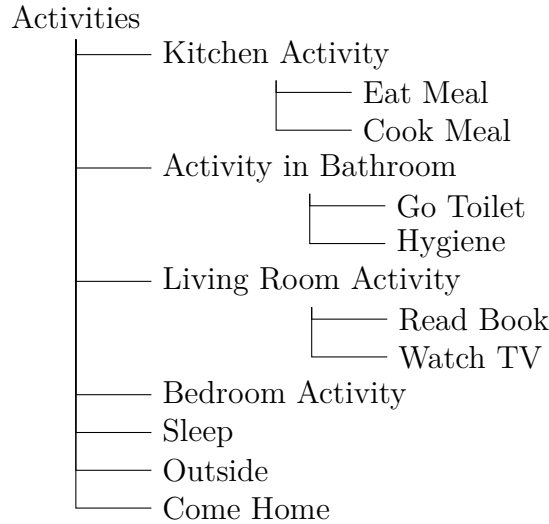 Activities
Kitchen Activity
Eat Meal
Cook Meal
Activity in Bathroom
Go Toilet
Hygiene
Living Room Activity
Read Book
Watch TV
Bedroom Activity
Sleep
Outside
Come Home